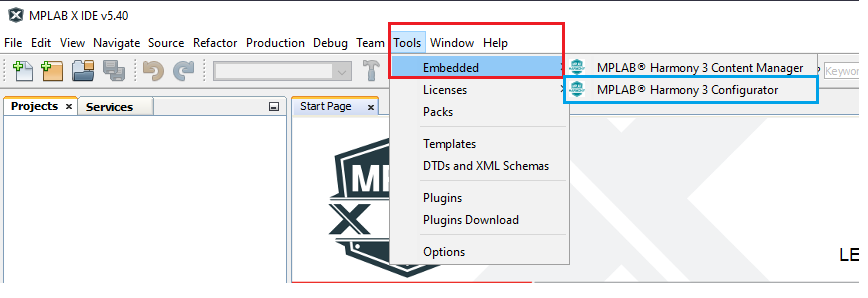 MPLAB X IDE v5.40
File Edit View Navigate Source Refactor Production Debug Team Tools Window Help
Embedded
MPLAB® Harmony 3 Content Manager
Keywor
Licenses
MPLAB® Harmony 3 Configurator
Projects × Services
Start Page ×
Packs
Templates
DTDs and XML Schemas
Plugins
Plugins Download
Options
MP
X
LE